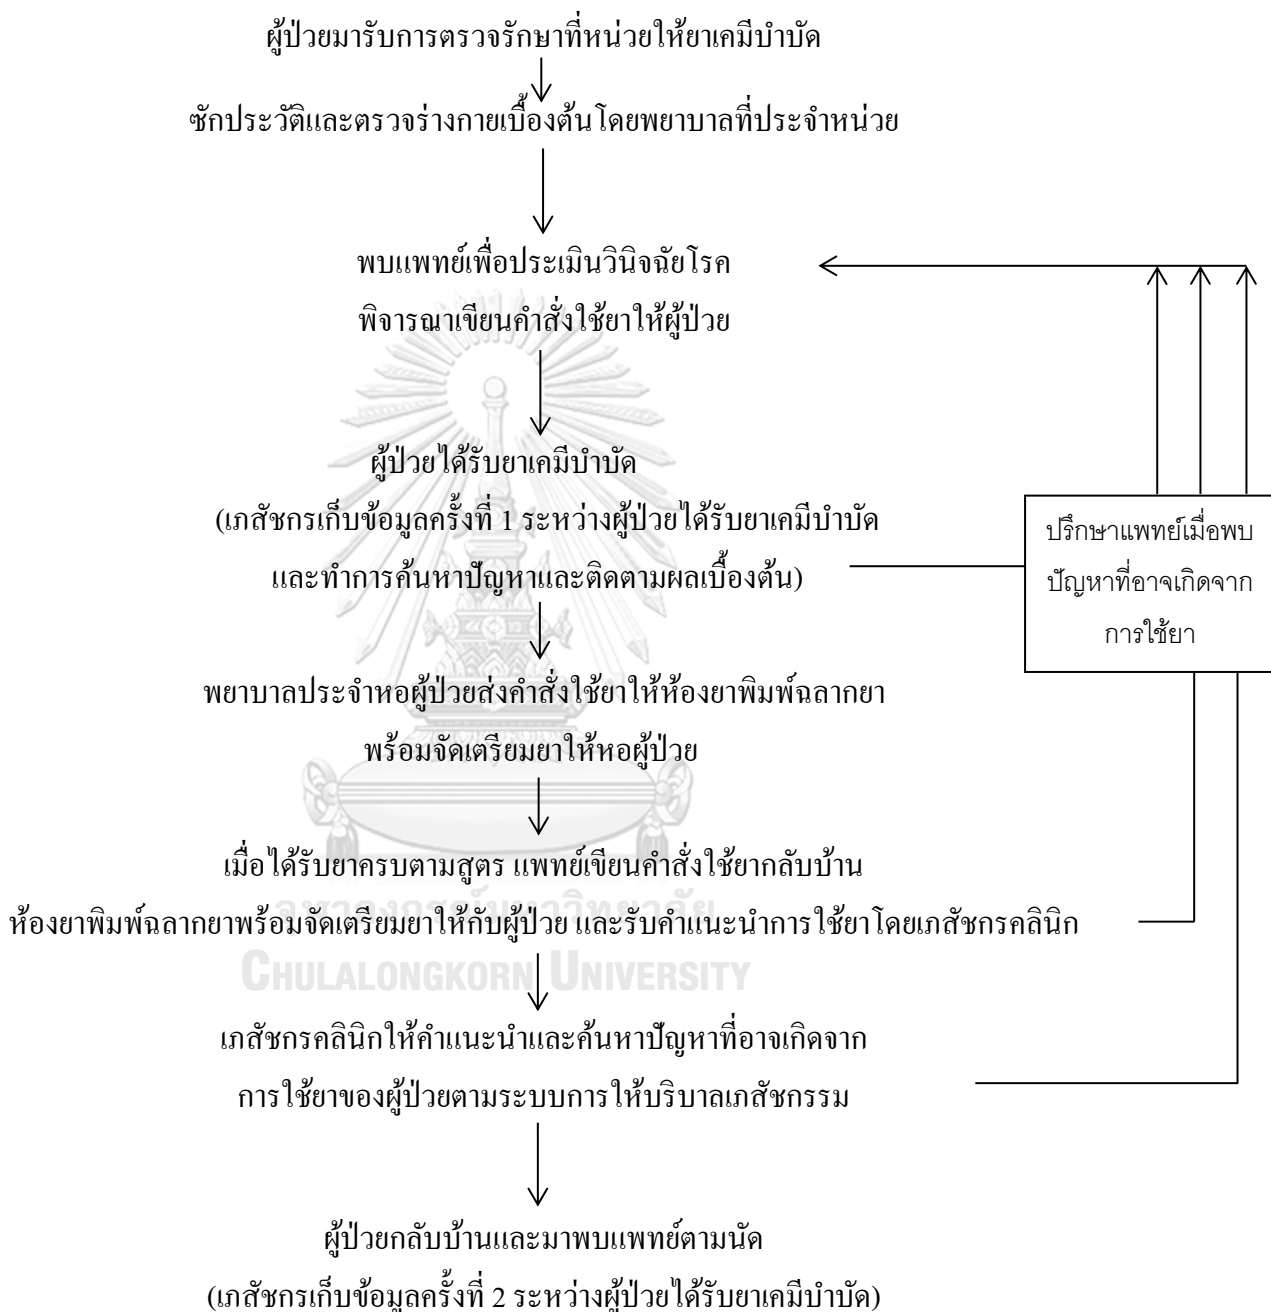 ผู้ป่วยมารับการตรวจรักษาที่หน่วยให้ยาเคมีบำบัด
ซักประวัติและตรวจร่างกายเบื้องต้นโดยพยาบาลที่ประจำหน่วย
พบแพทย์เพื่อประเมินวินิจฉัยโรค
พิจารณาเขียนคำสั่งใช้ยาให้ผู้ป่วย
ผู้ป่วยได้รับยาเคมีบำบัด
(เภสัชกรเก็บข้อมูลครั้งที่ 1 ระหว่างผู้ป่วยได้รับยาเคมีบำบัด
และทำการค้นหาปัญหาและติดตามผลเบื้องต้น)
ปรึกษาแพทย์เมื่อพบ
ปัญหาที่อาจเกิดจาก
การใช้ยา
พยาบาลประจำหอผู้ป่วยส่งคำสั่งใช้ยาให้ห้องยาพิมพ์ฉลากยา
พร้อมจัดเตรียมยาให้หอผู้ป่วย
เมื่อได้รับยาครบตามสูตร แพทย์เขียนคำสั่งใช้ยากลับบ้าน
จุฬาลงกรณ์มหาวิทยาลัย
ห้องยาพิมพ์ฉลากยาพร้อมจัดเตรียมยาให้กับผู้ป่วย และรับคำแนะนำการใช้ยาโดยเภสัชกรคลินิก
CHULALONGKORN UNIVERSITY
เภสัชกรคลินิกให้คำแนะนำและค้นหาปัญหาที่อาจเกิดจาก
การใช้ยาของผู้ป่วยตามระบบการให้บริบาลเภสัชกรรม
ผู้ป่วยกลับบ้านและมาพบแพทย์ตามนัด
(เภสัชกรเก็บข้อมูลครั้งที่ 2 ระหว่างผู้ป่วยได้รับยาเคมีบำบัด)